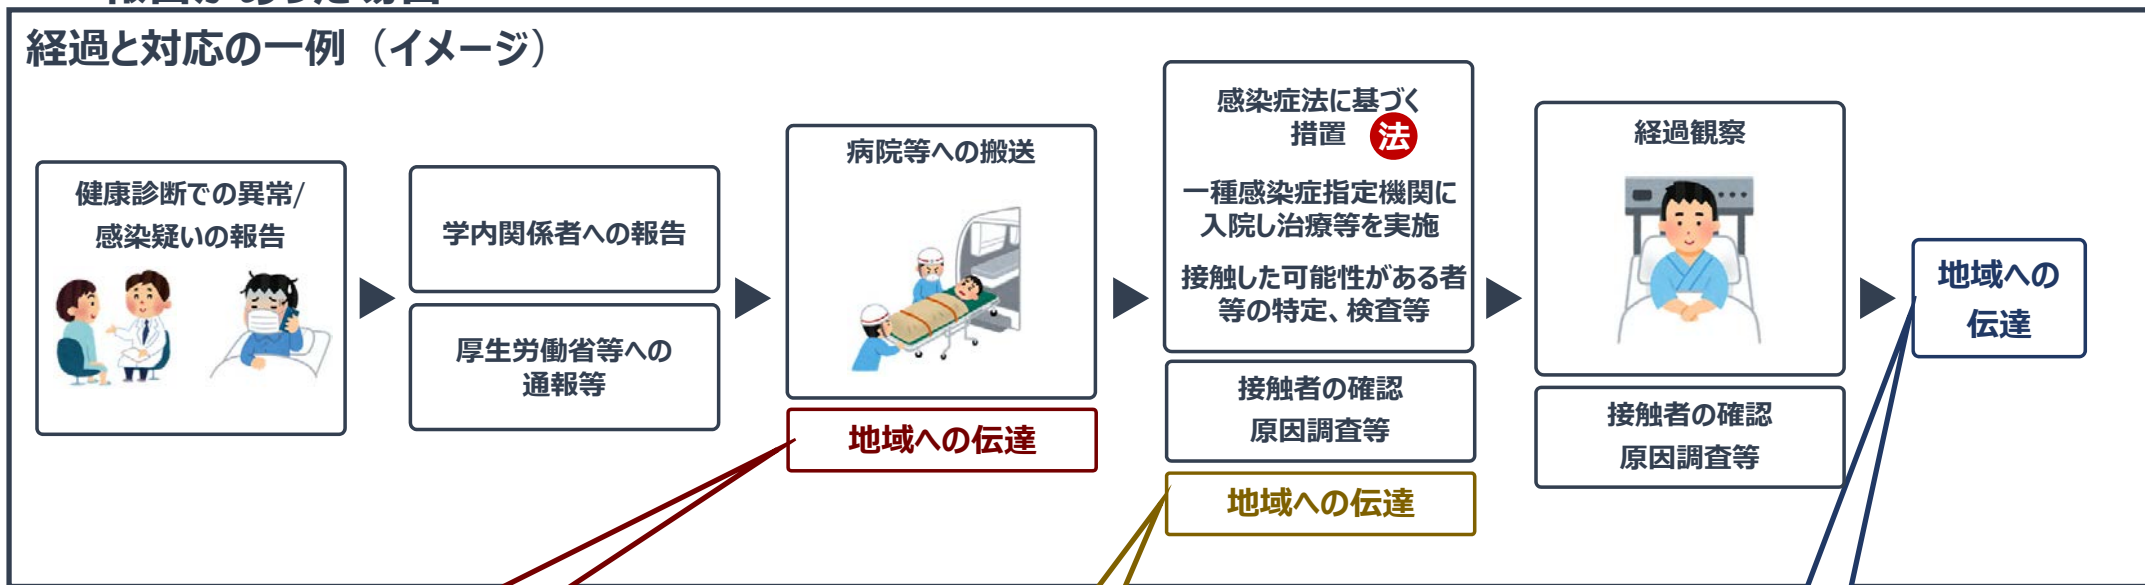 経過と対応の一例（イメージ）
健康診断での異常/
感染疑いの報告
学内関係者への報告
厚生労働省等への
通報等
病院等への搬送
地域への伝達
感染症法に基づく
措置 法
一種感染症指定機関に
入院し治療等を実施
接触した可能性がある者
等の特定、検査等
接触者の確認
原因調査等
地域への伝達
経過観察
接触者の確認
原因調査等
地域への
伝達